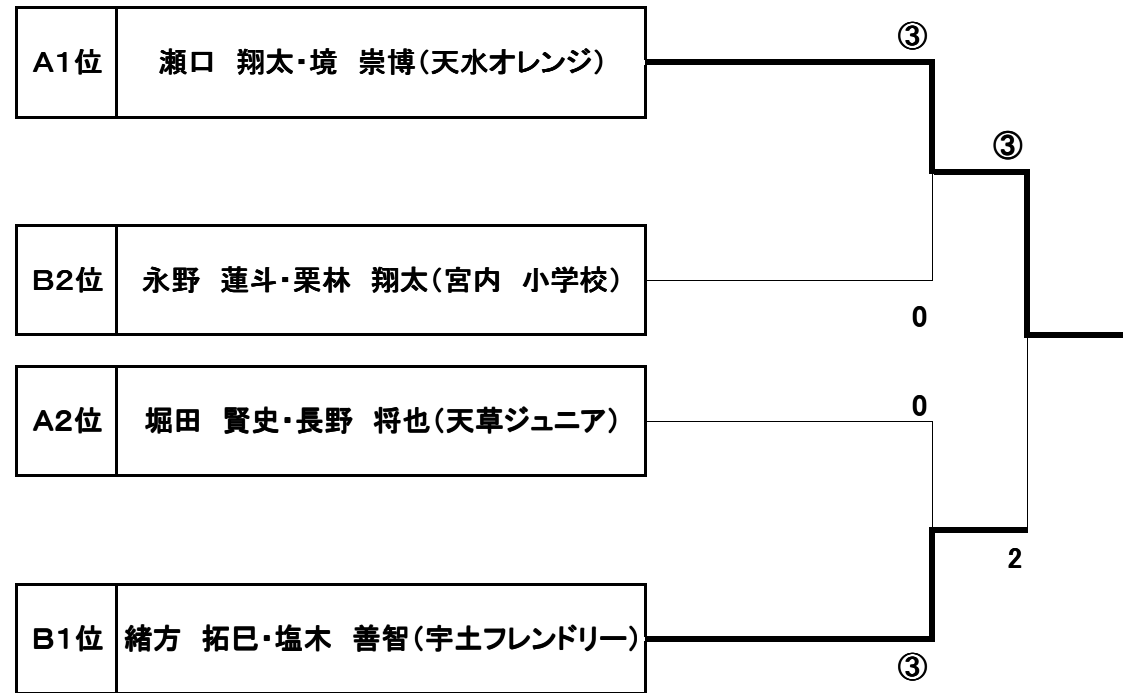 ③
A1位 瀬口 翔太・境 崇博(天水オレンジ)
③
B2位 永野 蓮斗・栗林 翔太(宮内 小学校)
0
0
A2位 堀田 賢史・長野 将也(天草ジュニア)
2
B1位 緒方 拓巳・塩木 善智(宇土フレンドリー)
③